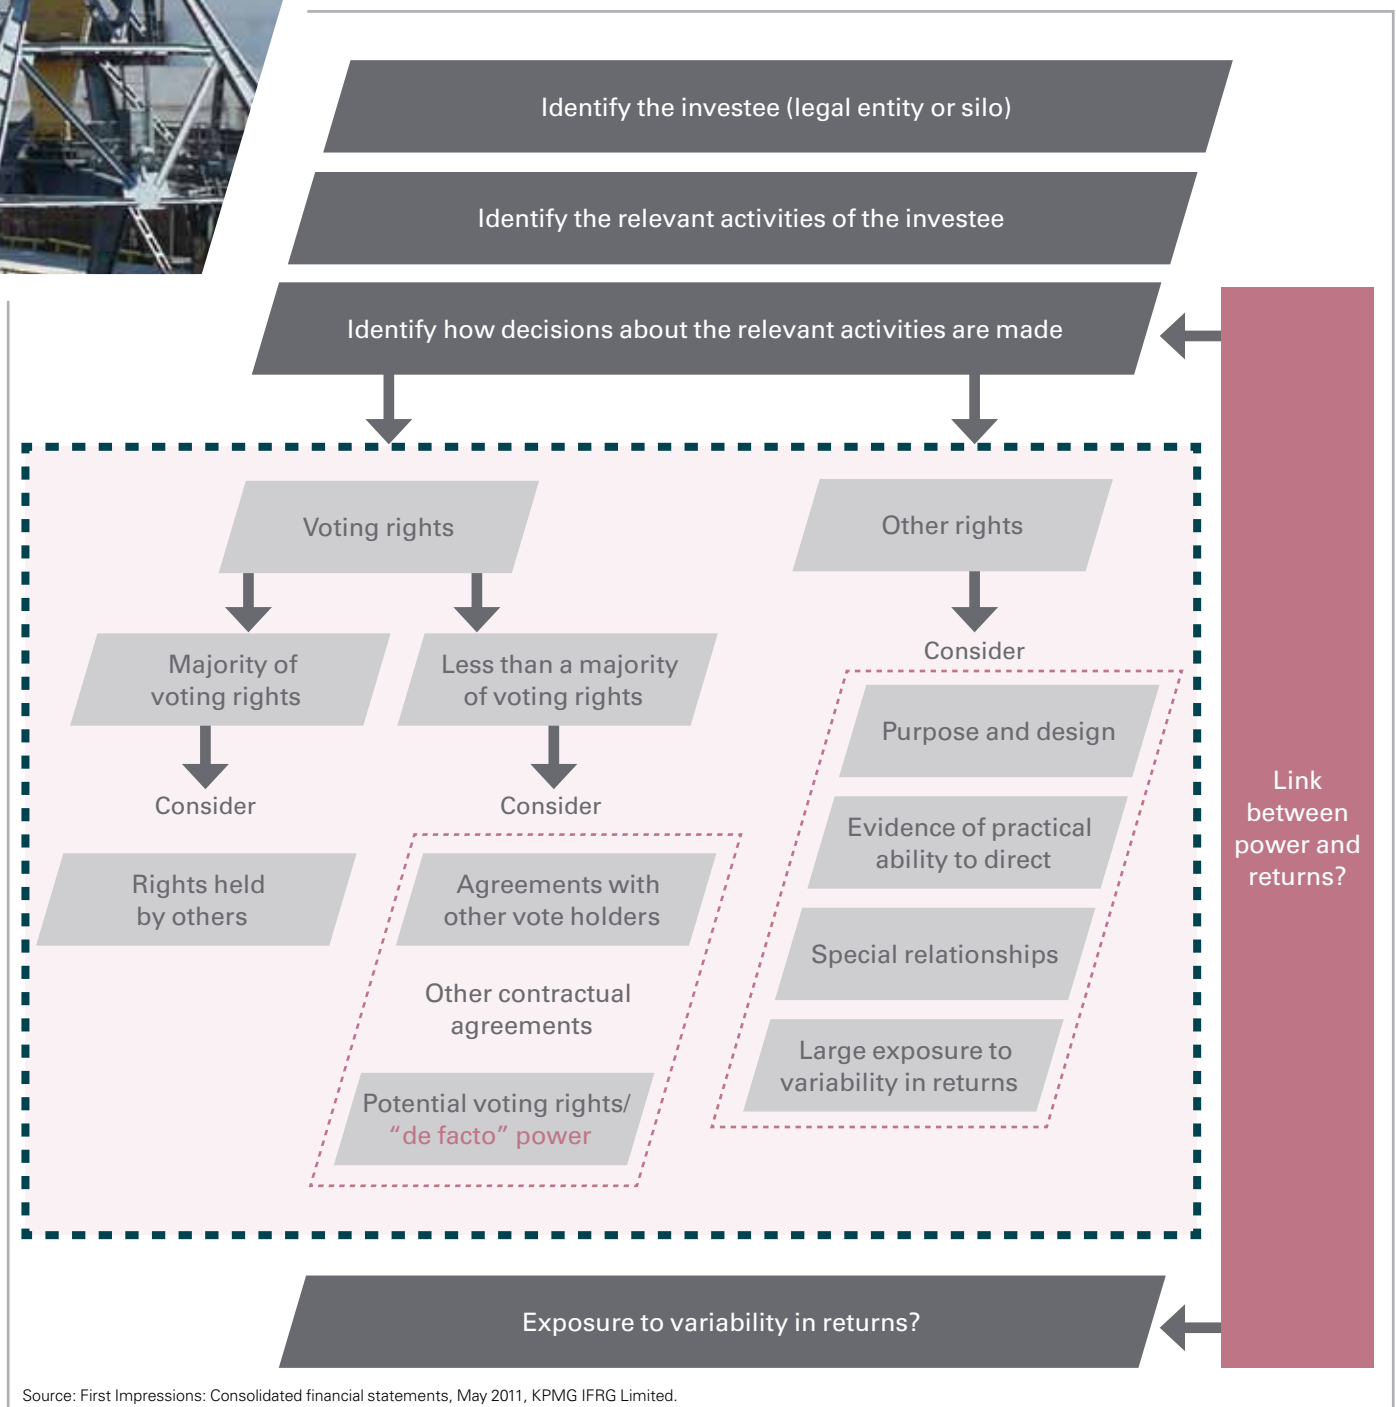 Identify the investee (legal entity or silo)
Identify the relevant activities of the investee
Identify how decisions about the relevant activities are made
Voting rights
Other rights
Majority of
voting rights
Less than a majority
of voting rights
Consider
Rights held
by others
Consider
Agreements with
other vote holders
Other contractual
agreements
Potential voting rights/
“de facto” power
Consider
Purpose and design
Evidence of practical
ability to direct
Special relationships
Large exposure to
variability in returns
Link
between
power and
returns?
Exposure to variability in returns?
Source: First Impressions: Consolidated financial statements, May 2011, KPMG IFRG Limited.